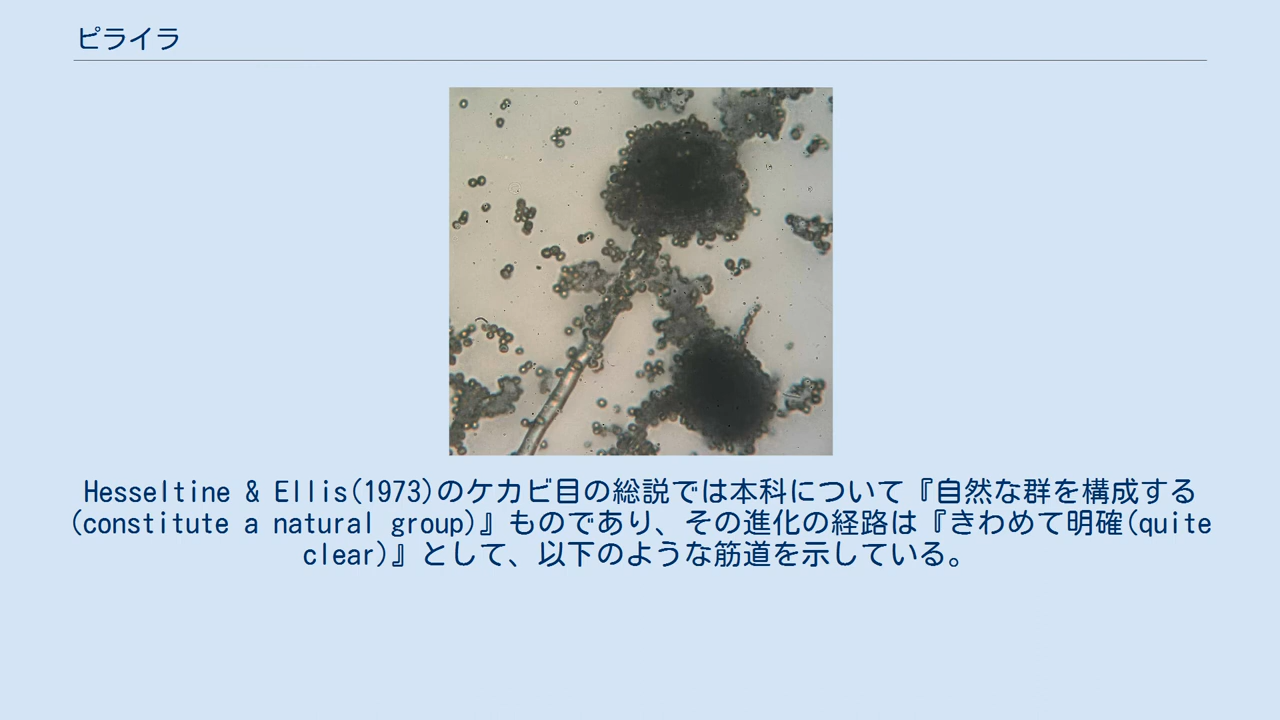 ピライラ
Hesseltine & Ellis(1973)のケカビ目の総説では本科について『自然な群を構成する
(constitute a natural group)』ものであり、その進化の経路は『きわめて明確(quite
clear)』として、以下のような筋道を示している。